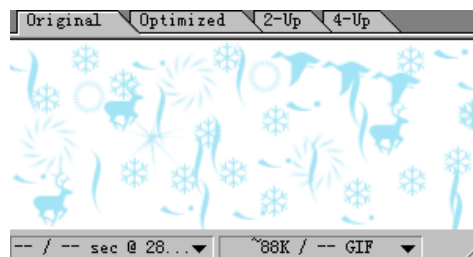 Original Optimized 2-Up 4-Up
-- / -- sec @ 28... ~88K / -- GIF